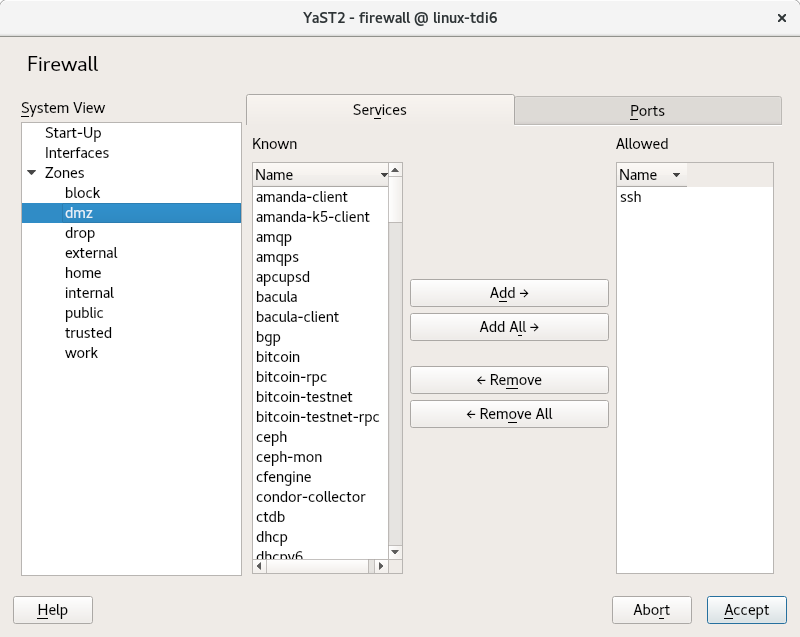 YaST2 - firewall @ linux-tdi6
Firewall
System View
Start-Up
Interfaces
Zones
block
dmz
drop
external
home
internal
public
trusted
work
Services
Ports
Known
Name
amanda-client
amanda-k5-client
amqp
amqps
apcupsd
bacula
bacula-client
bgp
bitcoin
bitcoin-rpc
bitcoin-testnet
bitcoin-testnet-rpc
ceph
ceph-mon
cfengine
condor-collector
ctdb
dhcp
dhcpv6
Add →
Add All →
← Remove
← Remove All
Allowed
Name
ssh
Help
Abort
Accept